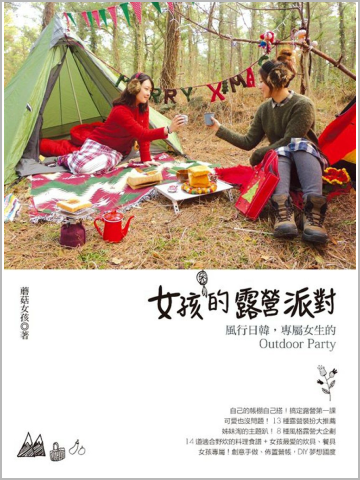 MERRY XMAS
女孩的露營派對
風行日韓，專屬女生的
Outdoor Party
蘑菇女孩◎著
自己的帳棚自己搭！搞定露營第一課
可愛也沒問題！13種露營裝扮大推薦
姊妹淘的主題趴！8種風格露營大企劃
14道適合野炊的料理食譜+女孩最愛的炊具、餐具
女孩專屬！創意手做、佈置營帳，DIY夢想國度